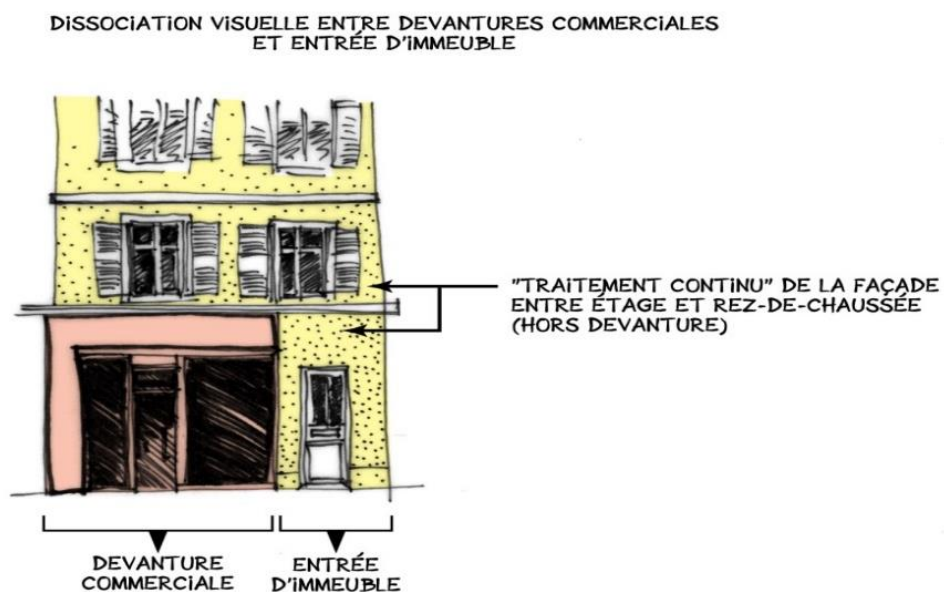 DISSOCIATION VISUELLE ENTRE DEVANTURES COMMERCIALES
ET ENTRÉE D'IMMEUBLE
"TRAITEMENT CONTINU" DE LA FAÇADE
ENTRE ÉTAGE ET REZ-DE-CHAUSSÉE
(HORS DEVANTURE)
DEVANTURE
COMMERCIALE
ENTRÉE
D'IMMEUBLE